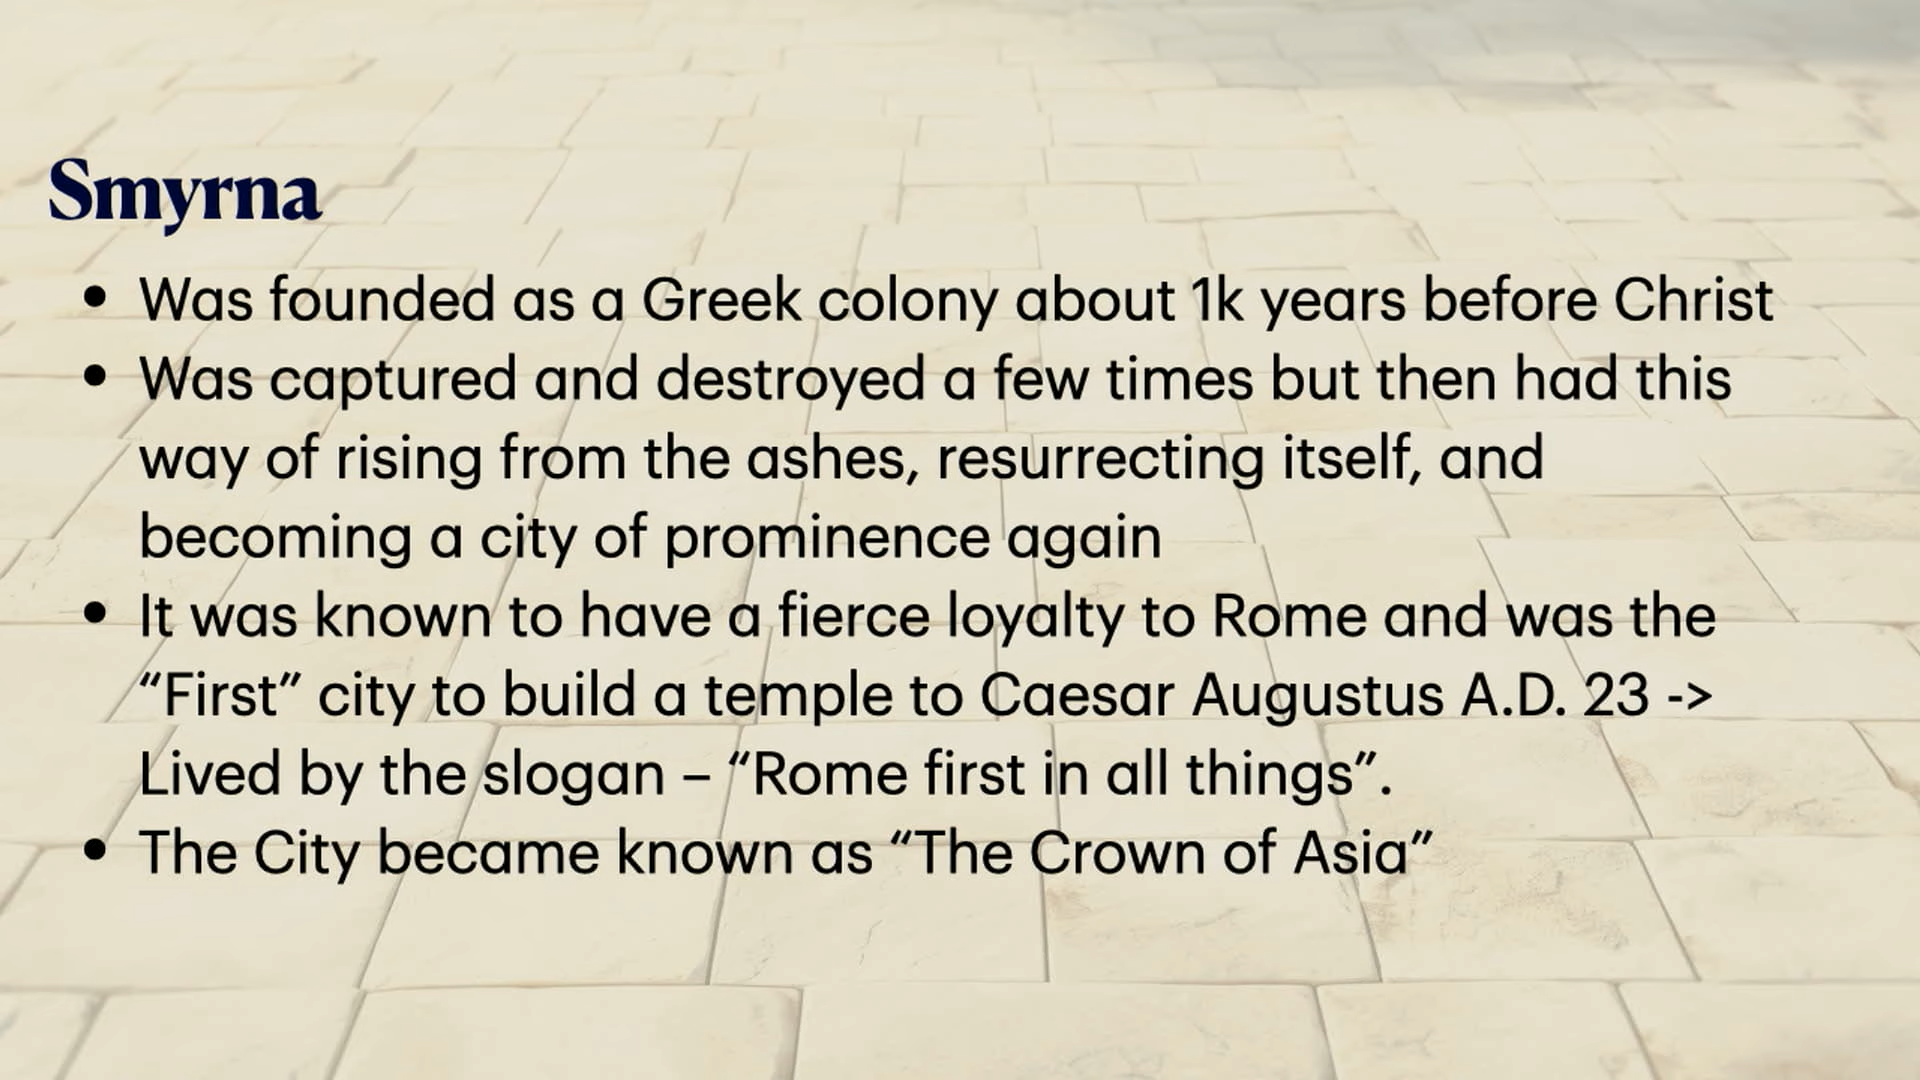 Smyrna
• Was founded as a Greek colony about 1k years before Christ
• Was captured and destroyed a few times but then had this
way of rising from the ashes, resurrecting itself, and
becoming a city of prominence again
• It was known to have a fierce loyalty to Rome and was the
“First” city to build a temple to Caesar Augustus A.D. 23 ->
Lived by the slogan – “Rome first in all things”.
• The City became known as “The Crown of Asia”